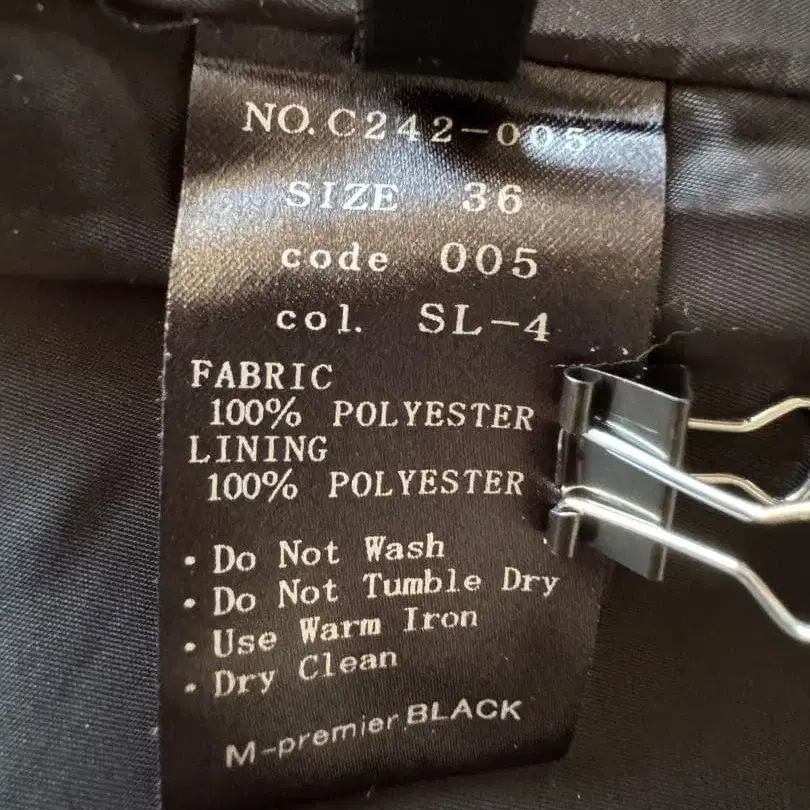 NO. C242-005
SIZE 36
code 005
col. SL-4
FABRIC
100% POLYESTER
LINING
100% POLYESTER
· Do Not Wash
· Do Not Tumble Dry
· Use Warm Iron
· Dry Clean
M-premier BLACK